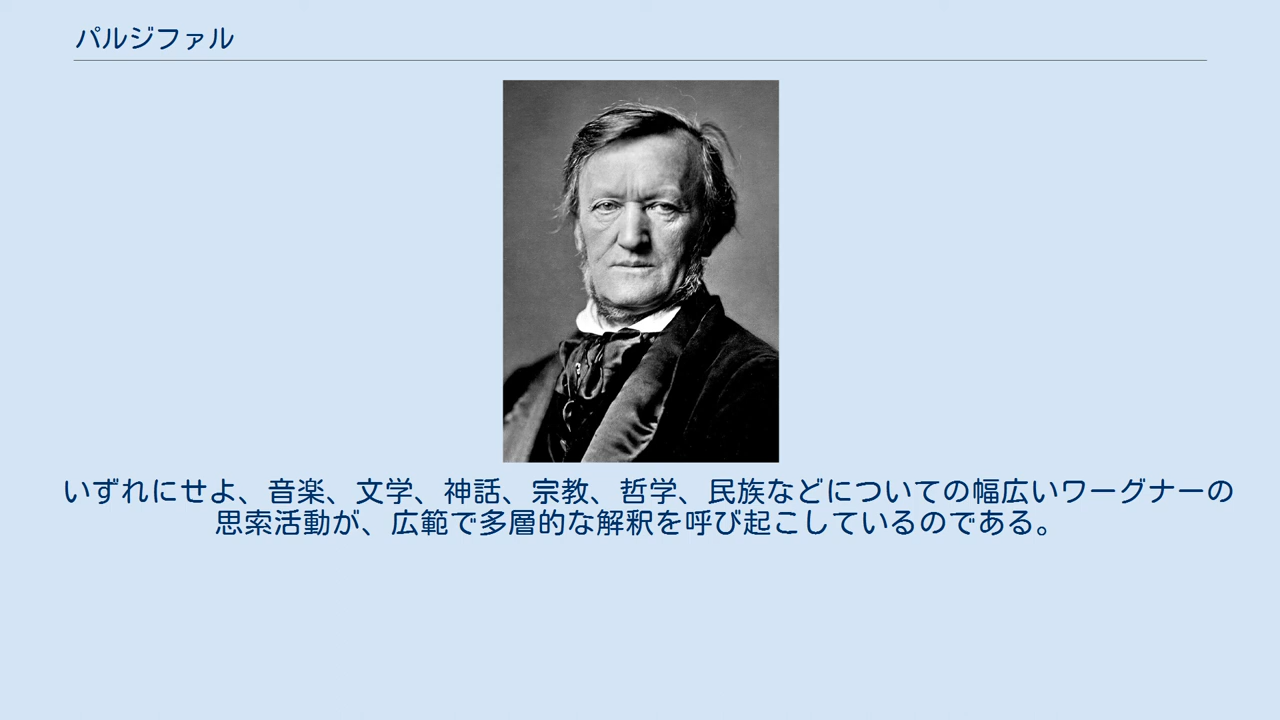 パルジファル
いずれにせよ、音楽、文学、神話、宗教、哲学、民族などについての幅広いワーグナーの
思索活動が、広範で多層的な解釈を呼び起こしているのである。